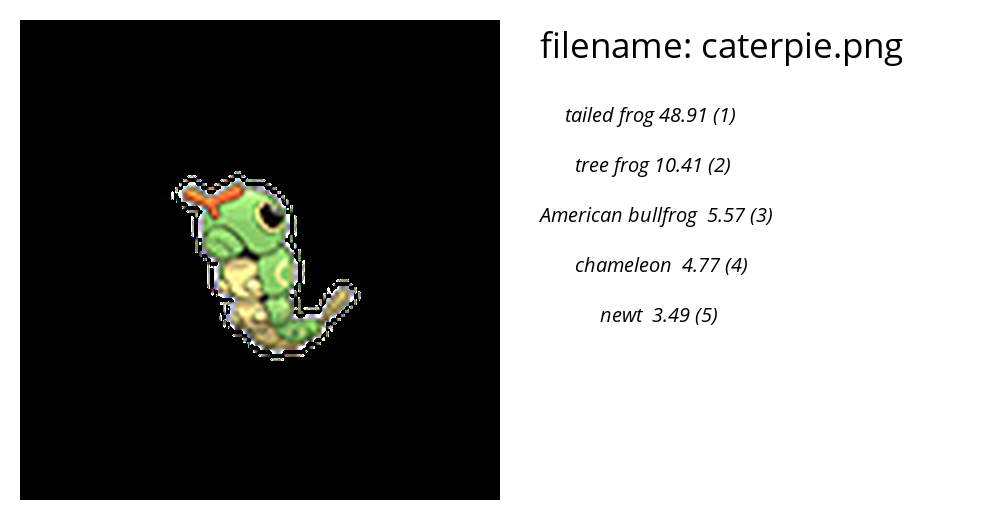 filename: caterpie.png
tailed frog 48.91 (1)
tree frog 10.41 (2)
American bullfrog 5.57 (3)
chameleon 4.77 (4)
newt 3.49 (5)